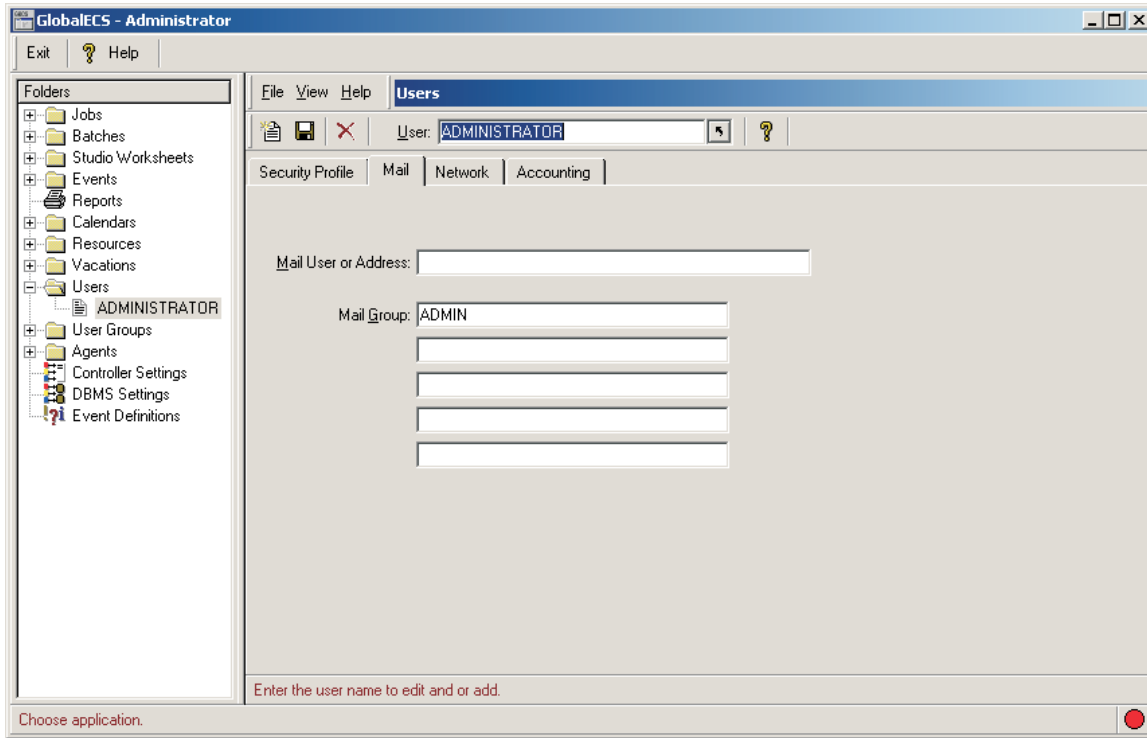 GlobalECS - Administrator
Exit Help
Folders
Jobs
Batches
Studio Worksheets
Events
Reports
Calendars
Resources
Vacations
Users
ADMINISTRATOR
User Groups
Agents
Controller Settings
DBMS Settings
Event Definitions
File View Help Users
User: ADMINISTRATOR
Security Profile Mail Network Accounting
Mail User or Address:
Mail Group: ADMIN
Enter the user name to edit and or add.
Choose application.